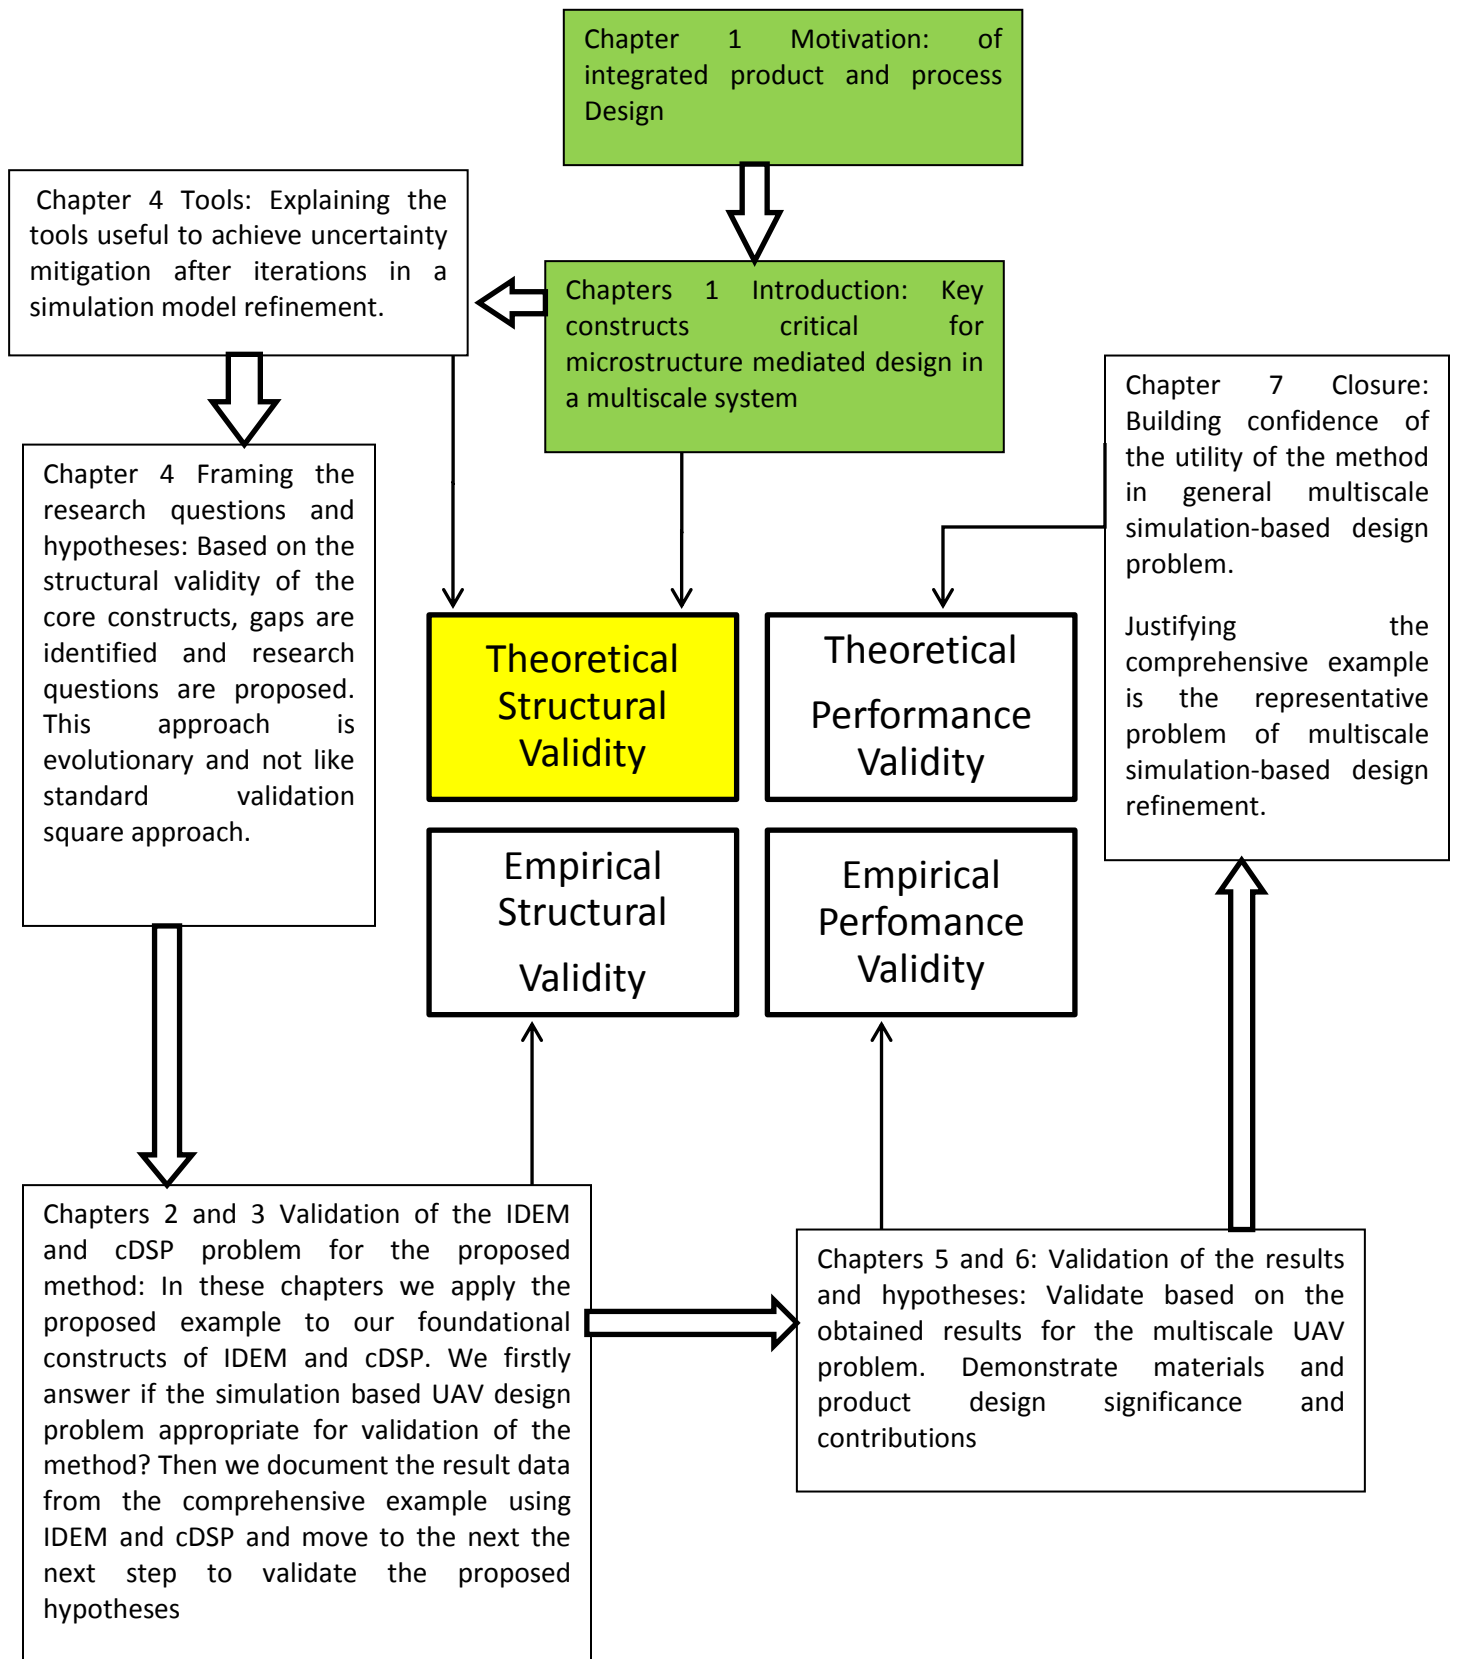 Chapter 1 Motivation: of
integrated product and process
Design
Chapter 4 Tools: Explaining the
tools useful to achieve uncertainty
mitigation after iterations in a
simulation model refinement.
Chapters 1 Introduction: Key
constructs critical for
microstructure mediated design in
a multiscale system
Chapter 7 Closure:
Building confidence of
the utility of the method
in general multiscale
simulation-based design
problem.
Justifying the
comprehensive example
is the representative
problem of multiscale
simulation-based design
refinement.
Chapter 4 Framing the
research questions and
hypotheses: Based on the
structural validity of the
core constructs, gaps are
identified and research
questions are proposed.
This approach is
evolutionary and not like
standard validation
square approach.
Theoretical
Structural
Validity
Theoretical
Performance
Validity
Empirical
Structural
Validity
Empirical
Perfomance
Validity
Chapters 2 and 3 Validation of the IDEM
and cDSP problem for the proposed
method: In these chapters we apply the
proposed example to our foundational
constructs of IDEM and cDSP. We firstly
answer if the simulation based UAV design
problem appropriate for validation of the
method? Then we document the result data
from the comprehensive example using
IDEM and cDSP and move to the next the
next step to validate the proposed
hypotheses
Chapters 5 and 6: Validation of the results
and hypotheses: Validate based on the
obtained results for the multiscale UAV
problem. Demonstrate materials and
product design significance and
contributions